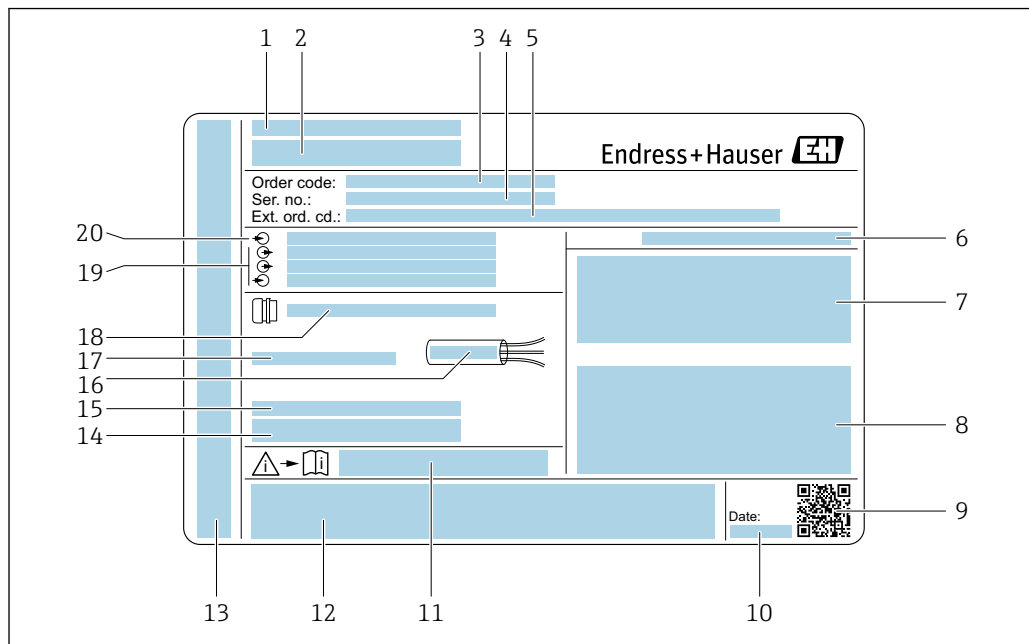 1 2 3 4 5
Endress+Hauser EH
Order code:
Ser. no.:
Ext. ord. cd.:
20
6
19
7
18
17
16
15
14
8
i i
Date:
9
13 12 11 10